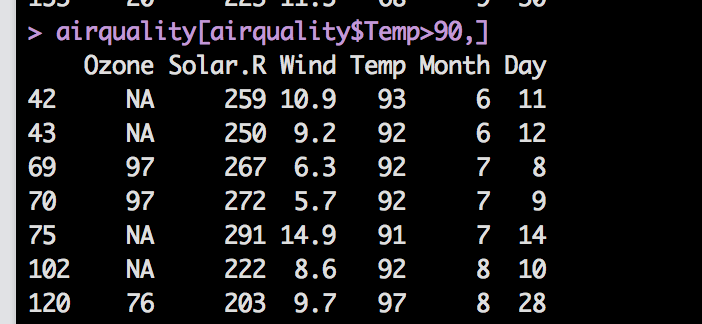 > airquality[airquality$Temp>90,]
Ozone Solar.R Wind Temp Month Day
42 NA 259 10.9 93 6 11
43 NA 250 9.2 92 6 12
69 97 267 6.3 92 7 8
70 97 272 5.7 92 7 9
75 NA 291 14.9 91 7 14
102 NA 222 8.6 92 8 10
120 76 203 9.7 97 8 28